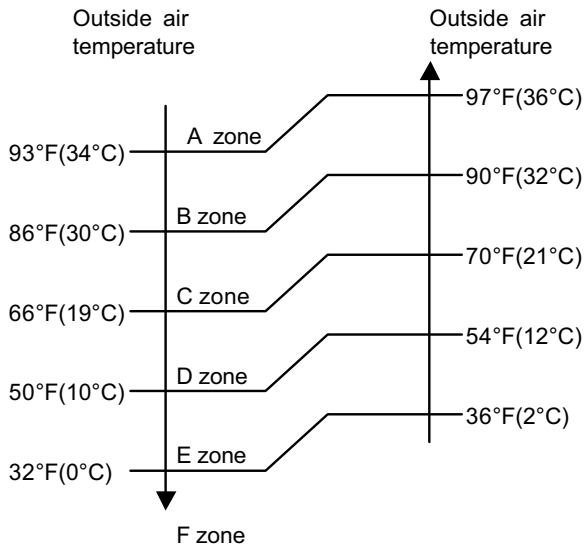 Outside air
temperature
Outside air
temperature
97°F(36°C)
A zone
93°F(34°C)
90°F(32°C)
B zone
86°F(30°C)
70°F(21°C)
C zone
66°F(19°C)
54°F(12°C)
D zone
50°F(10°C)
36°F(2°C)
E zone
32°F(0°C)
F zone